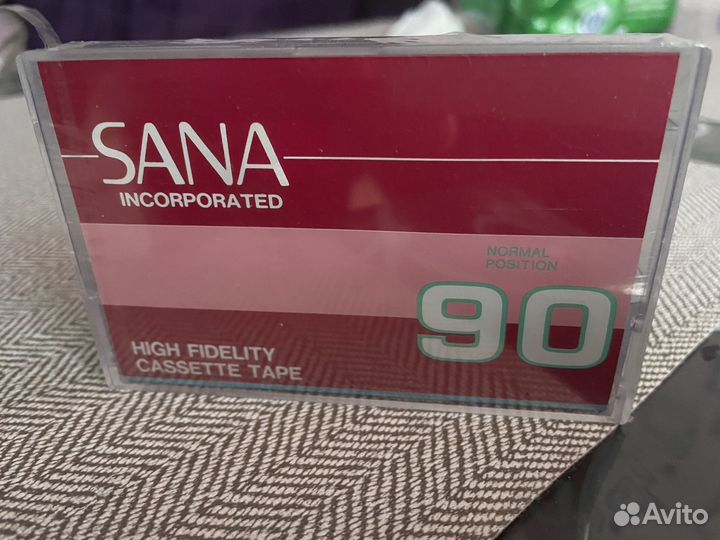 SANA
INCORPORATED
NORMAL
POSITION
90
HIGH FIDELITY
CASSETTE TAPE
Avito